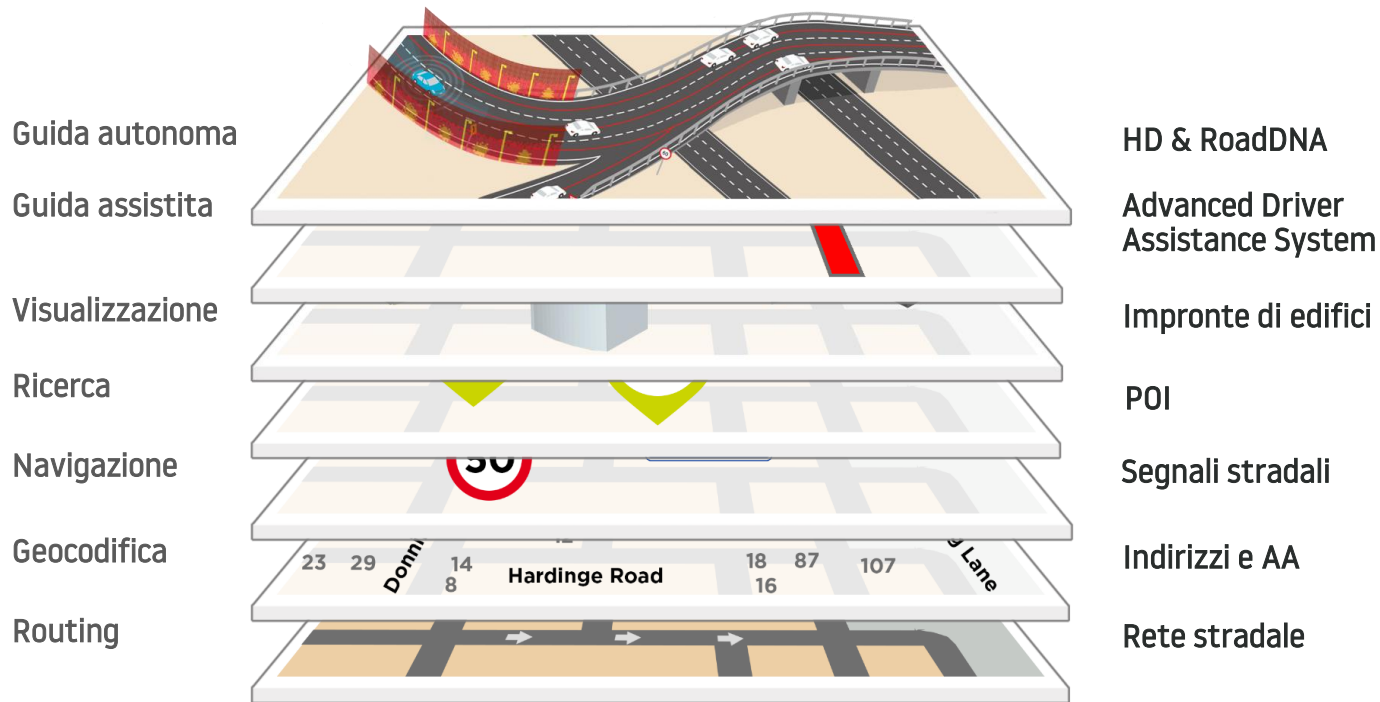 Guida autonoma
HD & RoadDNA
Guida assistita
Advanced Driver
Assistance System
Visualizzazione
Impronte di edifici
Ricerca
POI
Navigazione
Segnali stradali
Geocodifica
23 29 14 18 87 107
8 Hardinge Road 16
Lane
Indirizzi e AA
Routing
Rete stradale